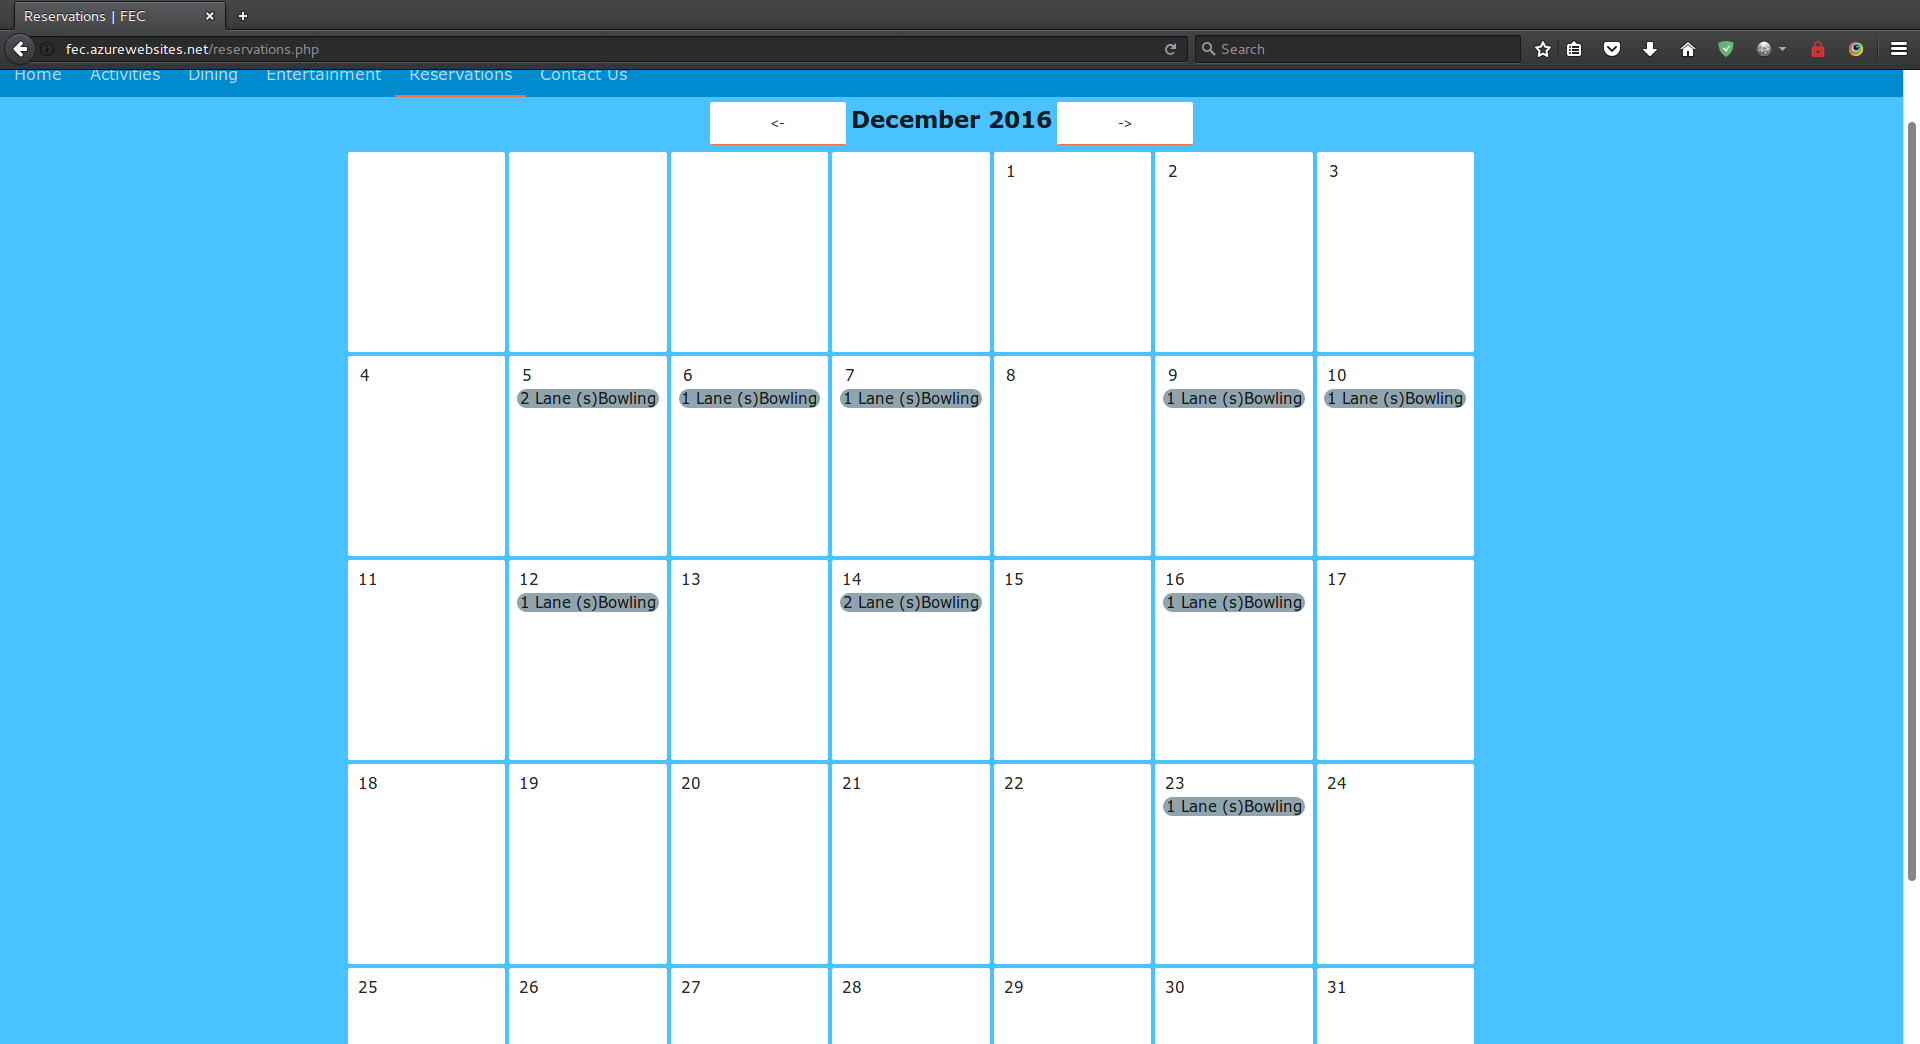 Reservations | FEC
fec.azurewebsites.net/reservations.php
Search
Home Activities Dining Entertainment Reservations Contact Us
<- December 2016 ->
1 2 3
4 5 6 7 8 9 10
2 Lane (s)Bowling 1 Lane (s)Bowling 1 Lane (s)Bowling 1 Lane (s)Bowling 1 Lane (s)Bowling
11 12 13 14 15 16 17
1 Lane (s)Bowling 2 Lane (s)Bowling 1 Lane (s)Bowling
18 19 20 21 22 23 24
1 Lane (s)Bowling
25 26 27 28 29 30 31